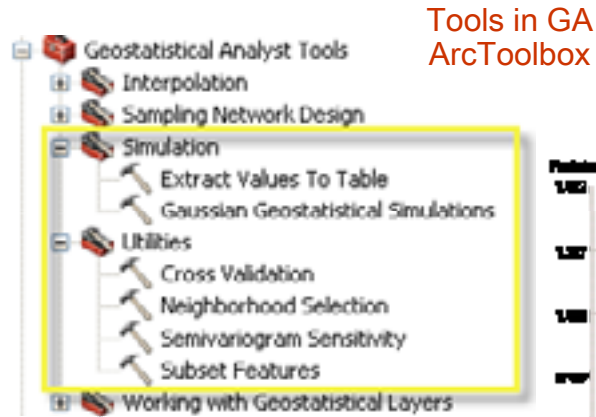 Tools in GA
ArcToolbox
Geostatistical Analyst Tools
Interpolation
Sampling Network Design
Simulation
Extract Values To Table
Gaussian Geostatistical Simulations
Utilities
Cross Validation
Neighborhood Selection
Semivariogram Sensitivity
Subset Features
Working with Geostatistical Layers